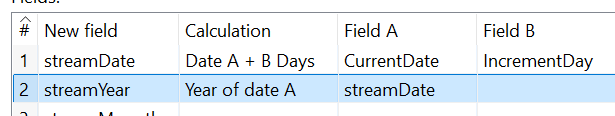 # New field Calculation Field A Field B
1 streamDate Date A + B Days CurrentDate IncrementDay
2 streamYear Year of date A streamDate